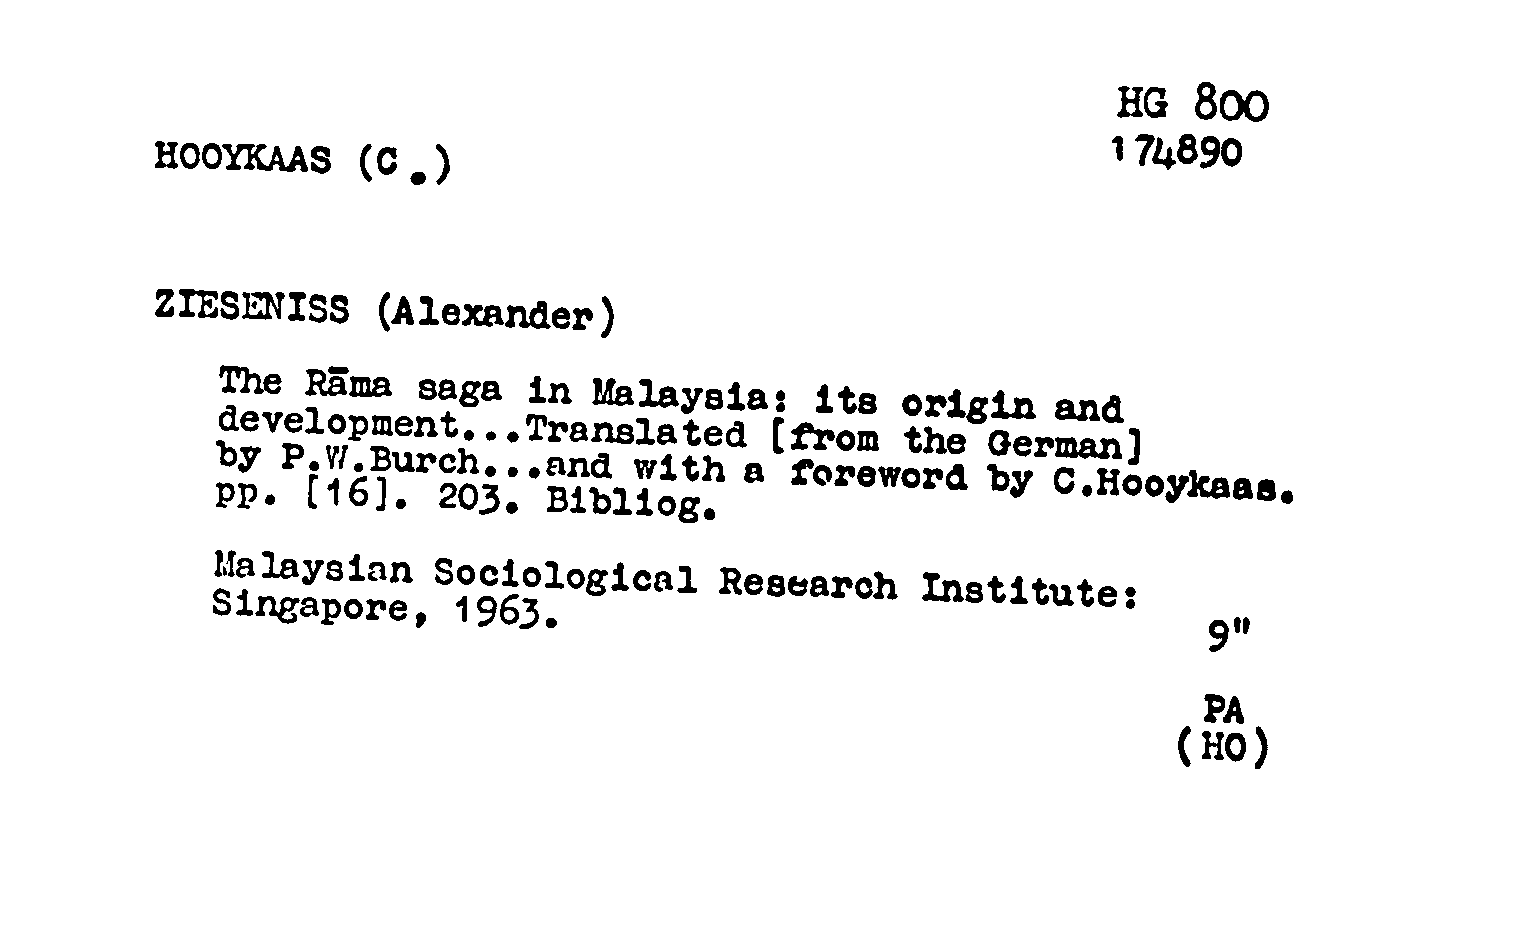 HG 800
174890
HOOYKAAS (C.)
ZIESENISS (Alexander)
The Rāma saga in Malaysia: its origin and
development...Translated [from the German]
by P.W.Burch...and with a foreword by C.Hooykaas.
pp. [16]. 203. Bibliog.
Malaysian Sociological Research Institute:
Singapore, 1963.
9"
PA
(HO)